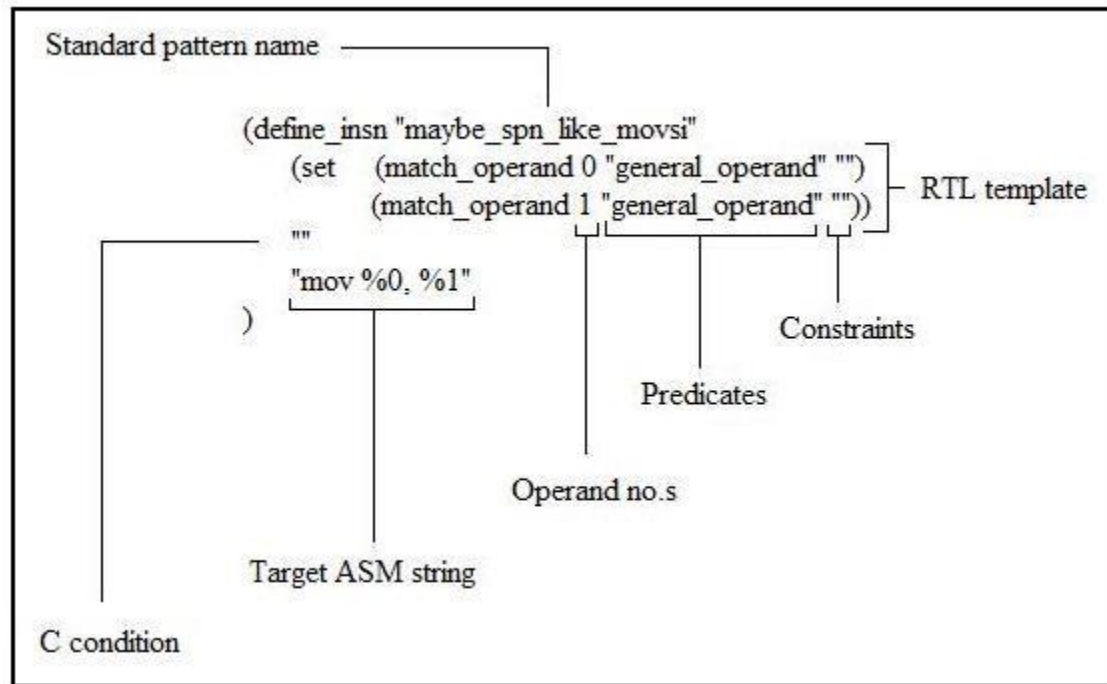 Standard pattern name
(define_insn "maybe_spn_like_movsi"
(set (match_operand 0 "general_operand" "")
(match_operand 1 "general_operand" ""))
RTL template
""
"mov %0, %1"
)
Constraints
Predicates
Operand no.s
Target ASM string
C condition